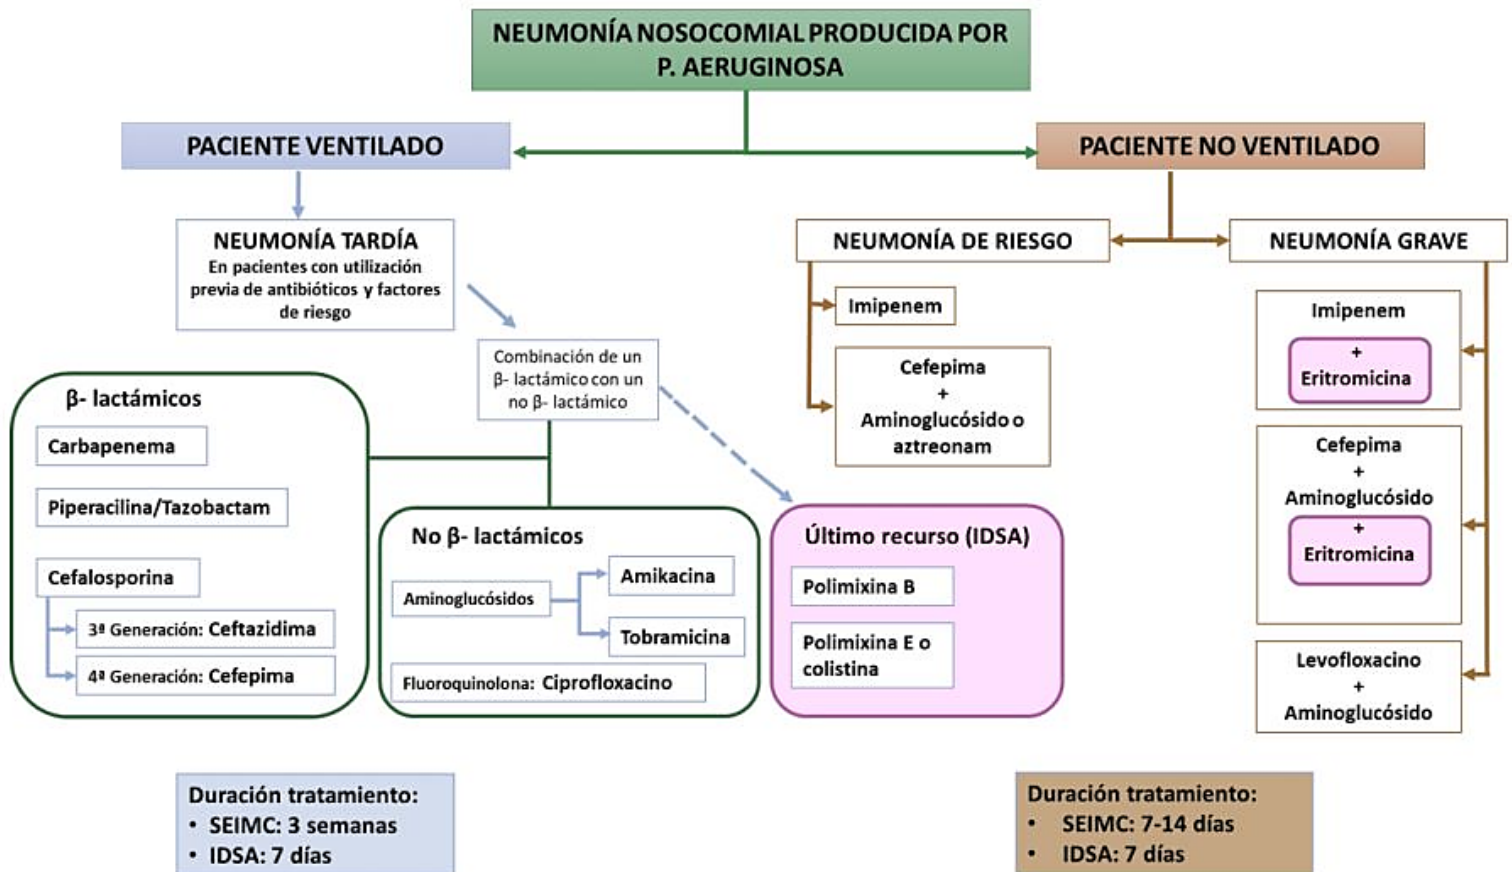 NEUMONÍA NOSOCOMIAL PRODUCIDA POR
P. AERUGINOSA
PACIENTE VENTILADO
PACIENTE NO VENTILADO
NEUMONÍA TARDÍA
En pacientes con utilización
previa de antibióticos y factores
de riesgo
Combinación de un
β- lactámico con un
no β- lactámico
β- lactámicos
Carbapenema
Piperacilina/Tazobactam
Cefalosporina
3ª Generación: Ceftazidima
4ª Generación: Cefepima
No β- lactámicos
Aminoglucósidos
Amikacina
Tobramicina
Fluoroquinolona: Ciprofloxacino
Último recurso (IDSA)
Polimixina B
Polimixina E o
colistina
NEUMONÍA DE RIESGO
Imipenem
Cefepima
+
Aminoglucósido o
aztreonam
NEUMONÍA GRAVE
Imipenem
+
Eritromicina
Cefepima
+
Aminoglucósido
+
Eritromicina
Levofloxacino
+
Aminoglucósido
Duración tratamiento:
• SEIMC: 3 semanas
• IDSA: 7 días
Duración tratamiento:
• SEIMC: 7-14 días
• IDSA: 7 días